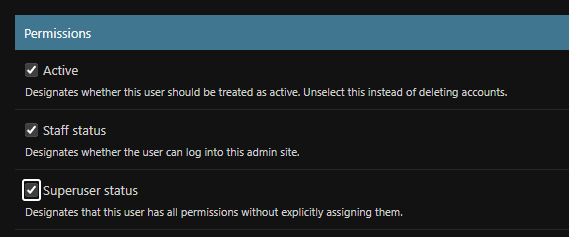 Permissions
Active
Designates whether this user should be treated as active. Unselect this instead of deleting accounts.
Staff status
Designates whether the user can log into this admin site.
Superuser status
Designates that this user has all permissions without explicitly assigning them.